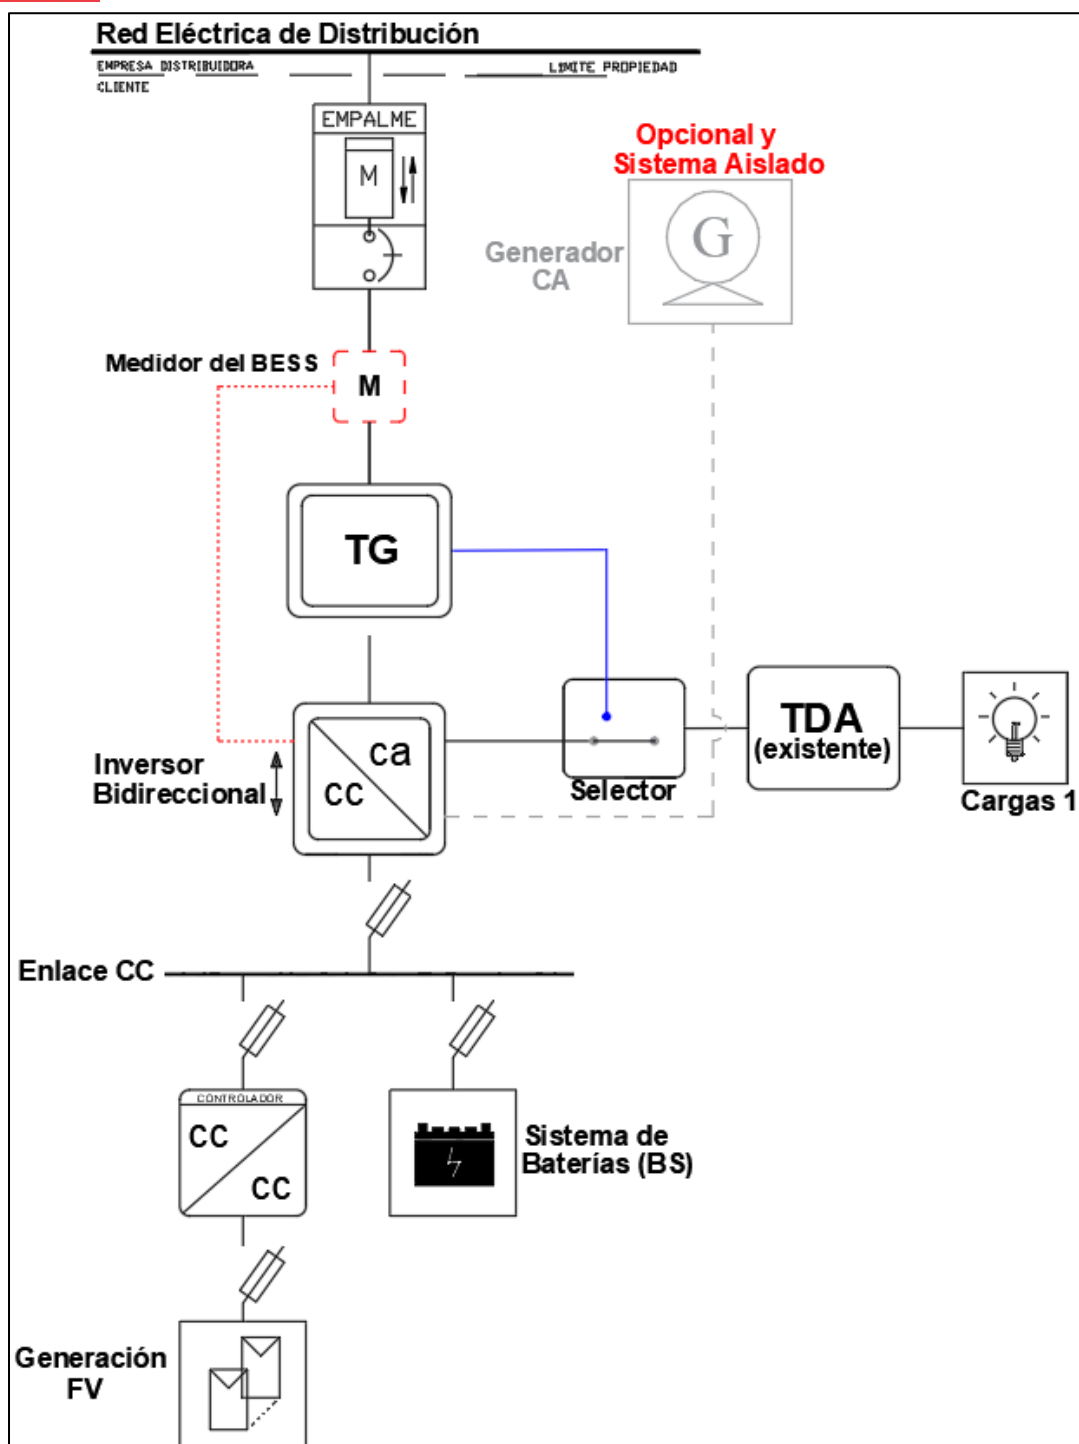 Red Eléctrica de Distribución
EMPRESA DISTRIBUIDORA
LIMITE PROPIEDAD
CLIENTE
EMPALME
M
Opcional y
Sistema Aislado
G
Generador
CA
Medidor del BESS
M
TG
ca
CC
Inversor
Bidireccional
Selector
TDA
(existente)
Cargas 1
Enlace CC
CONTROLADOR
CC
CC
Sistema de
Baterías (BS)
Generación
FV